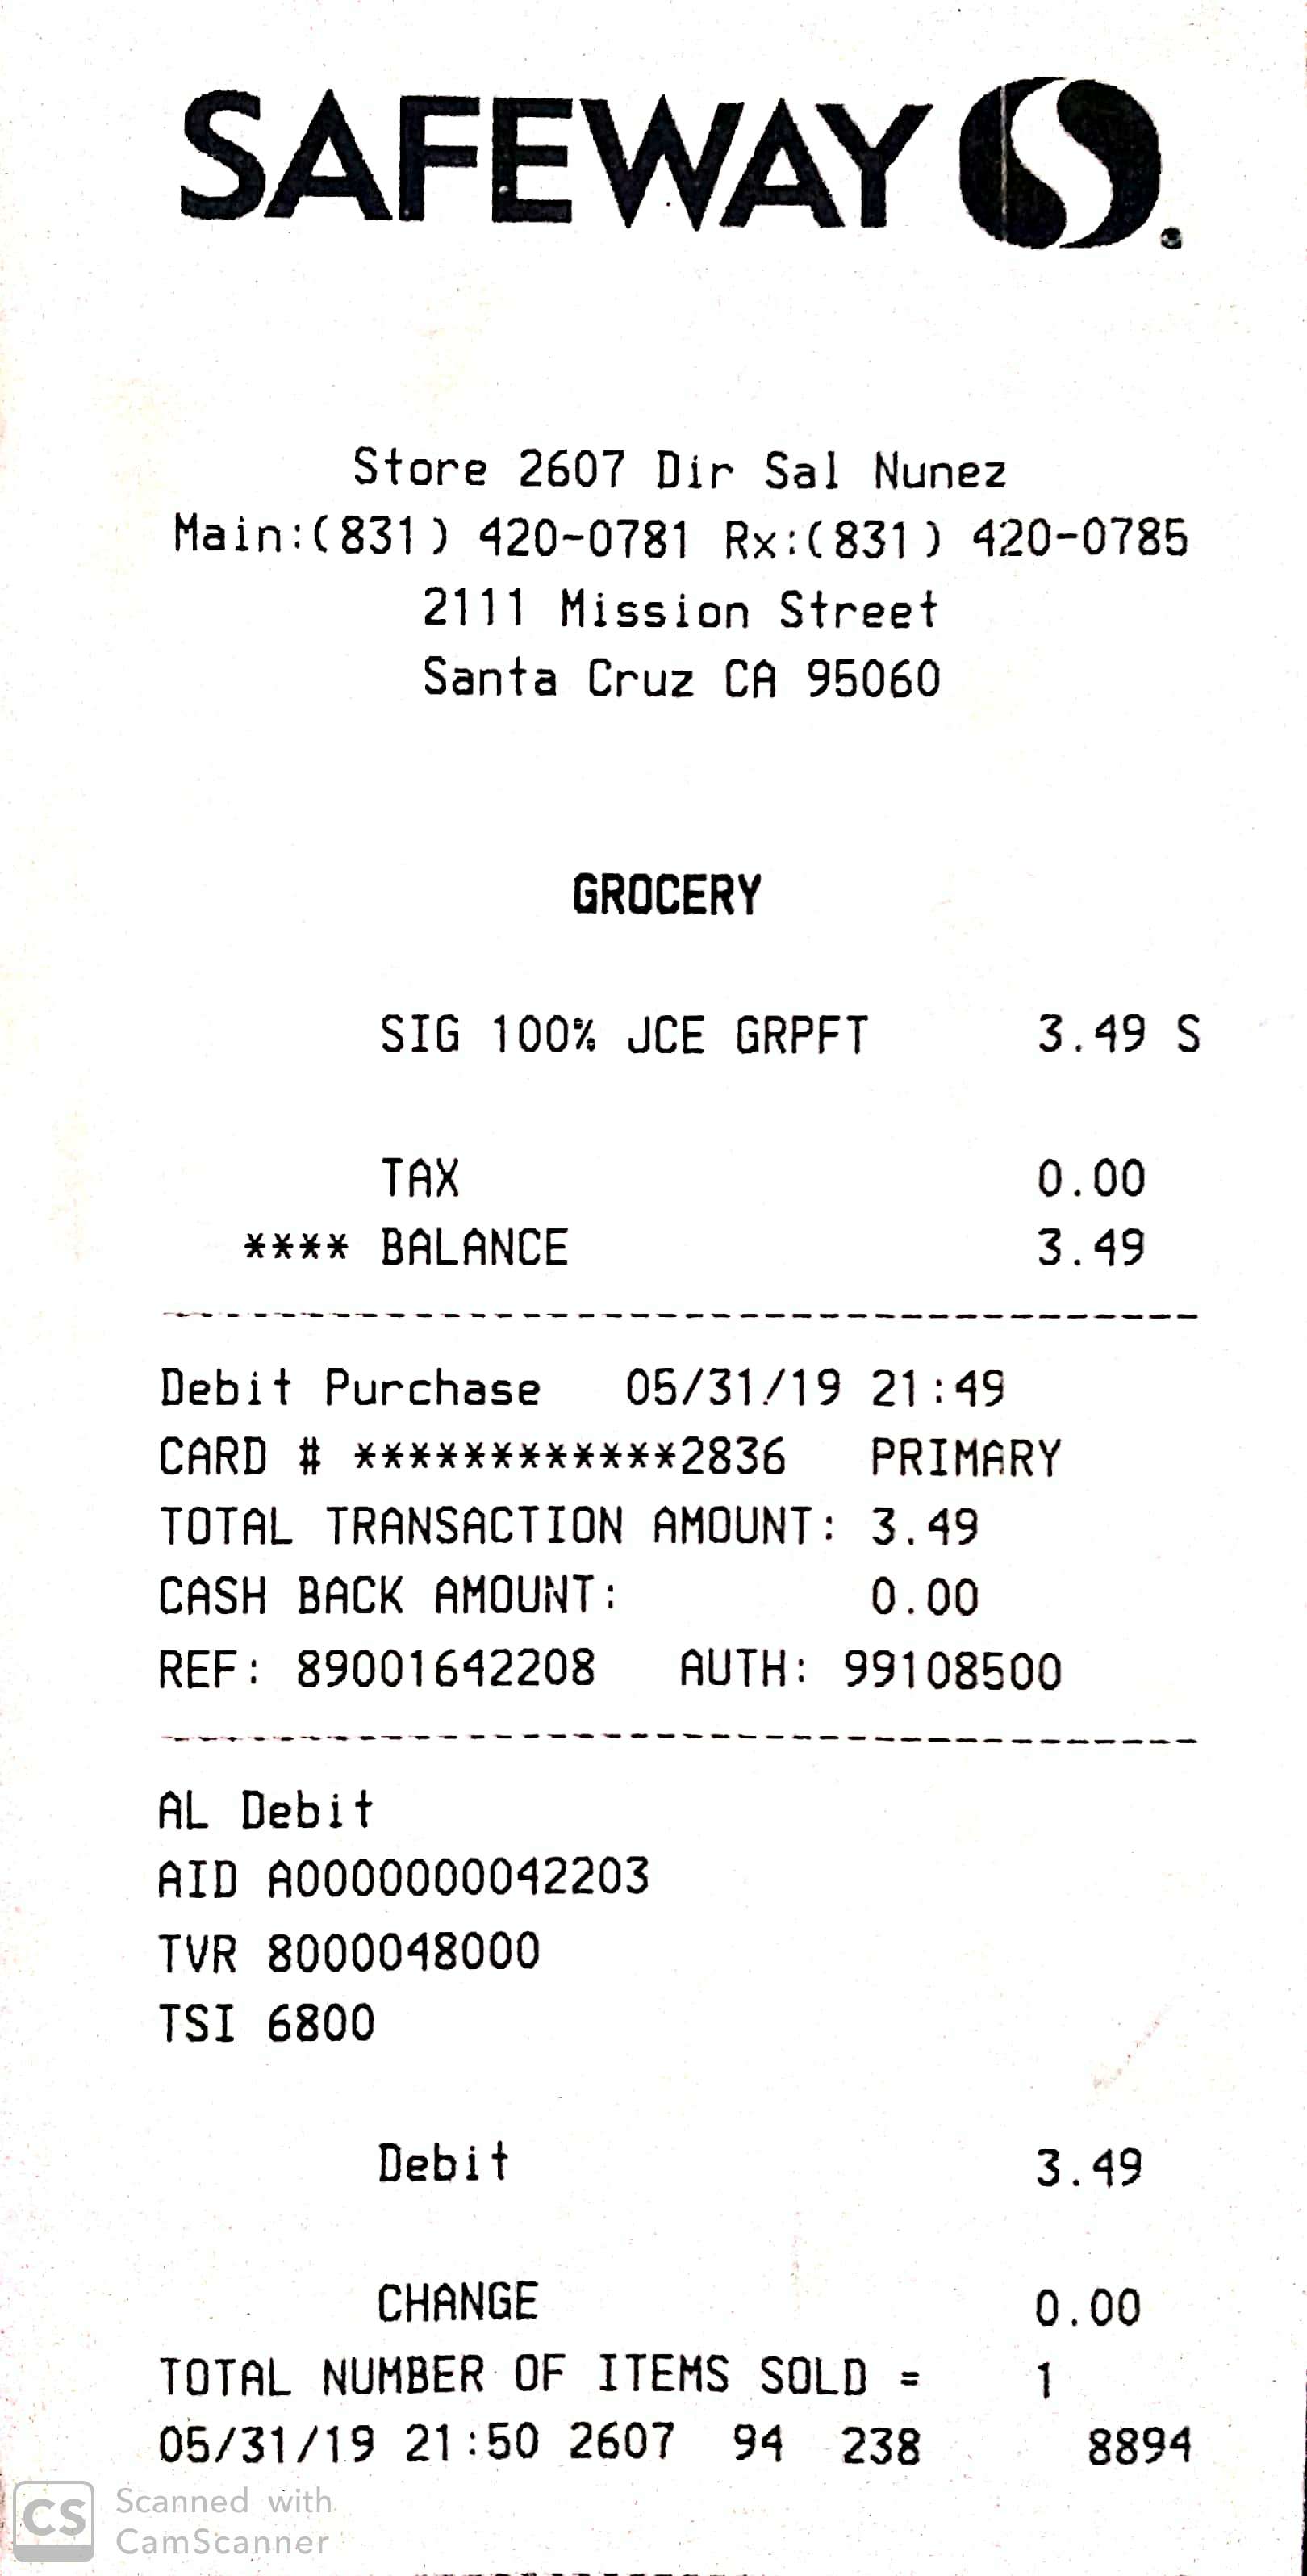 SAFEWAY
Store 2607 Dir Sal Nunez
Main:(831) 420-0781 Rx:(831) 420-0785
2111 Mission Street
Santa Cruz CA 95060
GROCERY
SIG 100% JCE GRPFT 3.49 S
TAX 0.00
**** BALANCE 3.49
Debit Purchase 05/31/19 21:49
CARD # ************2836 PRIMARY
TOTAL TRANSACTION AMOUNT: 3.49
CASH BACK AMOUNT: 0.00
REF: 89001642208 AUTH: 99108500
AL Debit
AID A0000000042203
TVR 8000048000
TSI 6800
Debit 3.49
CHANGE 0.00
TOTAL NUMBER OF ITEMS SOLD = 1
05/31/19 21:50 2607 94 238 8894
CS Scanned with
CamScanner